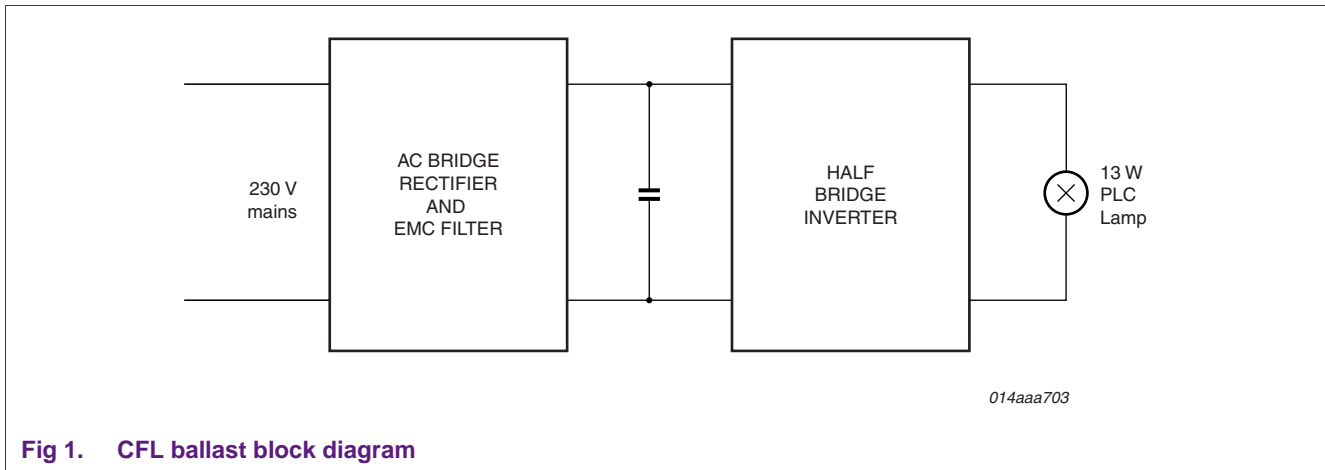 230 V
mains
AC BRIDGE
RECTIFIER
AND
EMC FILTER
HALF
BRIDGE
INVERTER
13 W
PLC
Lamp
014aaa703
Fig 1. CFL ballast block diagram